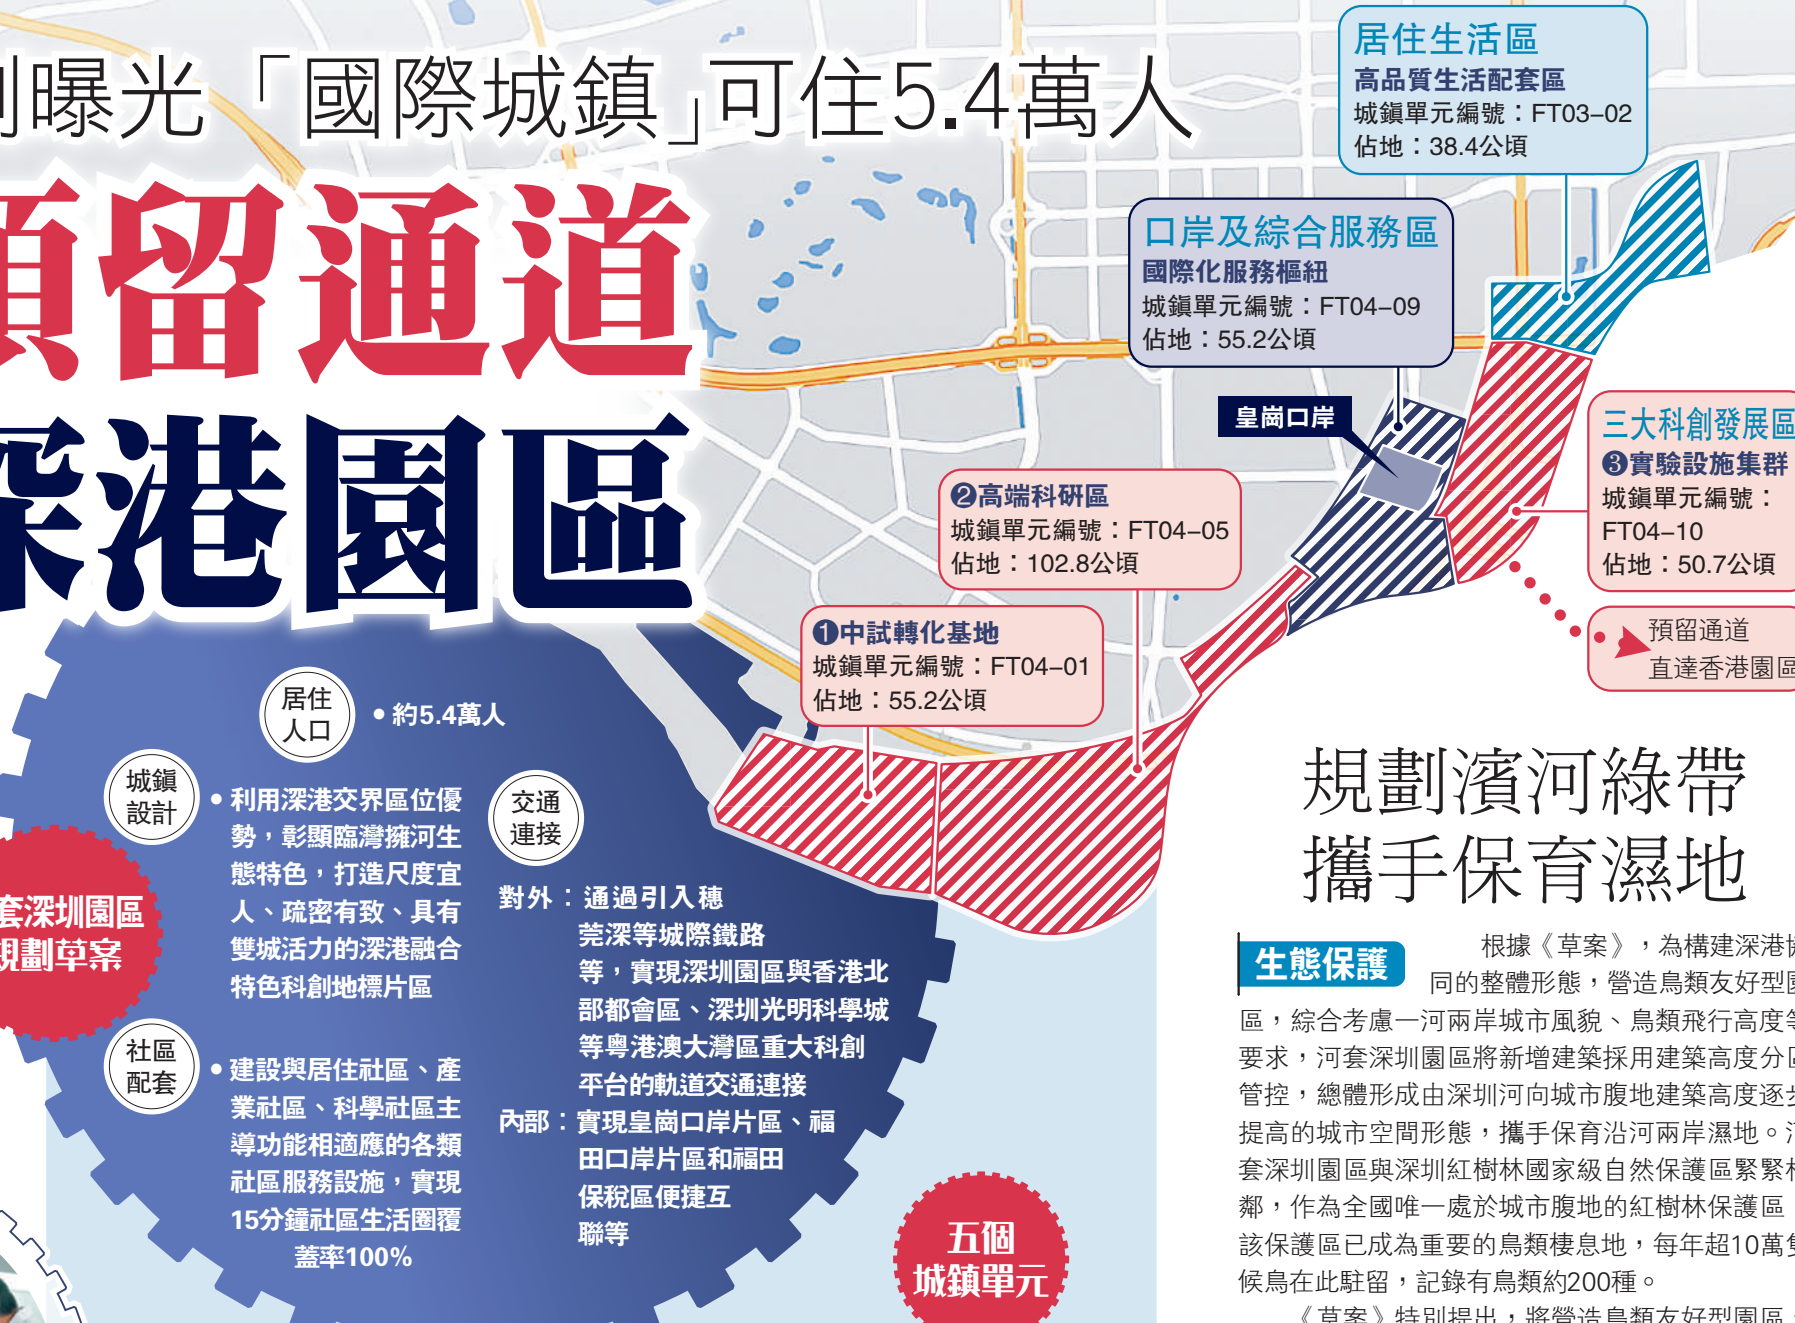 曝光「國際城鎮」可住5.4萬人
預留通道
深港園區
居住生活區
高品質生活配套區
城鎮單元編號：FT03–02
佔地：38.4公頃
口岸及綜合服務區
國際化服務樞紐
城鎮單元編號：FT04–09
佔地：55.2公頃
皇崗口岸
三大科創發展區
❸實驗設施集群
城鎮單元編號：
FT04–10
佔地：50.7公頃
預留通道
直達香港園區
❷高端科研區
城鎮單元編號：FT04–05
佔地：102.8公頃
❶中試轉化基地
城鎮單元編號：FT04–01
佔地：55.2公頃
居住
人口
• 約5.4萬人
城鎮
設計
• 利用深港交界區位優
勢，彰顯臨灣擁河生
態特色，打造尺度宜
人、疏密有致、具有
雙城活力的深港融合
特色科創地標片區
社區
配套
• 建設與居住社區、產
業社區、科學社區主
導功能相適應的各類
社區服務設施，實現
15分鐘社區生活圈覆
蓋率100%
交通
連接
對外：通過引入穗
莞深等城際鐵路
等，實現深圳園區與香港北
部都會區、深圳光明科學城
等粵港澳大灣區重大科創
平台的軌道交通連接
內部：實現皇崗口岸片區、福
田口岸片區和福田
保稅區便捷互
聯等
套深圳園區
規劃草案
五個
城鎮單元
規劃濱河綠帶
攜手保育濕地
生態保護
根據《草案》，為構建深港
同的整體形態，營造鳥類友好型園
區，綜合考慮一河兩岸城市風貌、鳥類飛行高度等
要求，河套深圳園區將新增建築採用建築高度分區
管控，總體形成由深圳河向城市腹地建築高度逐步
提高的城市空間形態，攜手保育沿河兩岸濕地。河
套深圳園區與深圳紅樹林國家級自然保護區緊緊相
鄰，作為全國唯一處於城市腹地的紅樹林保護區，
該保護區已成為重要的鳥類棲息地，每年超10萬隻
候鳥在此駐留，記錄有鳥類約200種。
《草案》特別提出，將營造鳥類友好型園區，